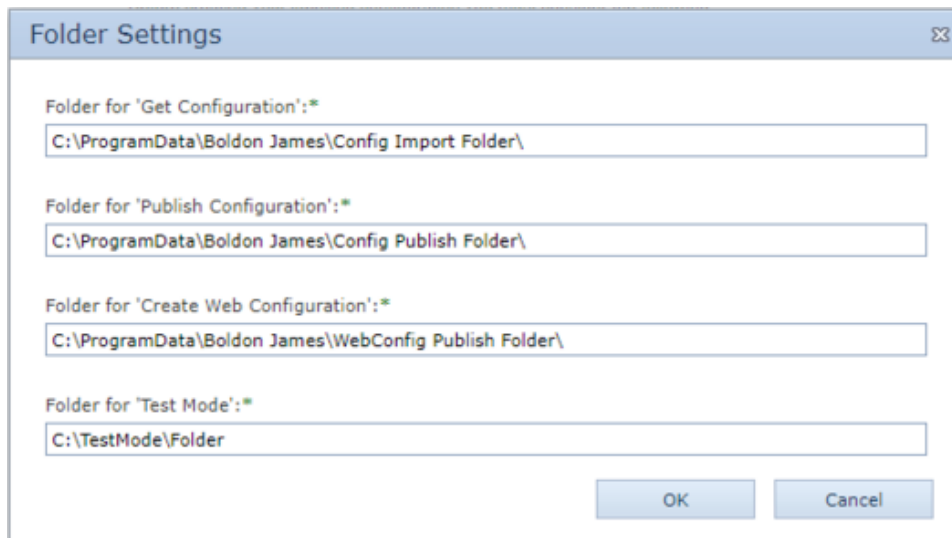 Folder Settings
Folder for 'Get Configuration':*
C:\ProgramData\Boldon James\Config Import Folder\
Folder for 'Publish Configuration':*
C:\ProgramData\Boldon James\Config Publish Folder\
Folder for 'Create Web Configuration':*
C:\ProgramData\Boldon James\WebConfig Publish Folder\
Folder for 'Test Mode':*
C:\TestMode\Folder
OK Cancel